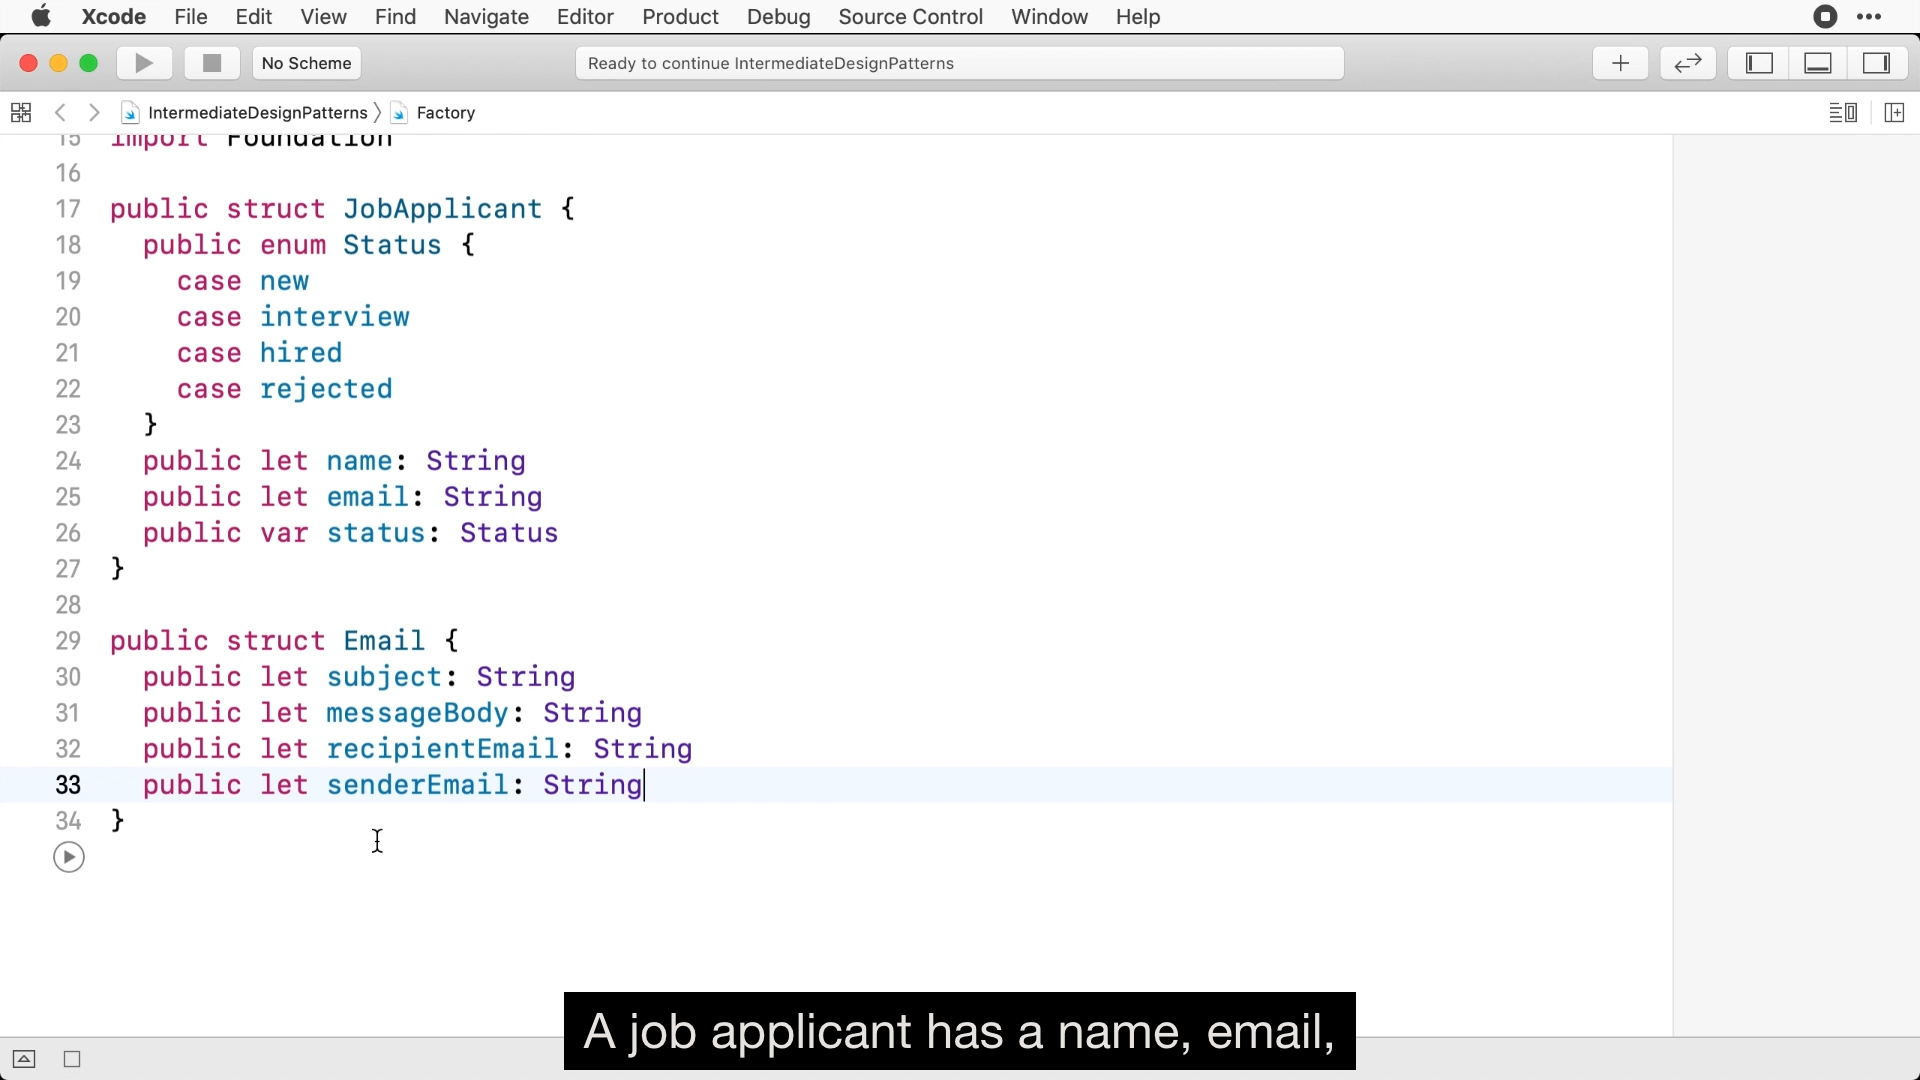 Xcode File Edit View Find Navigate Editor Product Debug Source Control Window Help
No Scheme
Ready to continue IntermediateDesignPatterns
IntermediateDesignPatterns Factory
15 import Foundation
16
17 public struct JobApplicant {
18 public enum Status {
19 case new
20 case interview
21 case hired
22 case rejected
23 }
24 public let name: String
25 public let email: String
26 public var status: Status
27 }
28
29 public struct Email {
30 public let subject: String
31 public let messageBody: String
32 public let recipientEmail: String
33 public let senderEmail: String
34 }
A job applicant has a name, email,